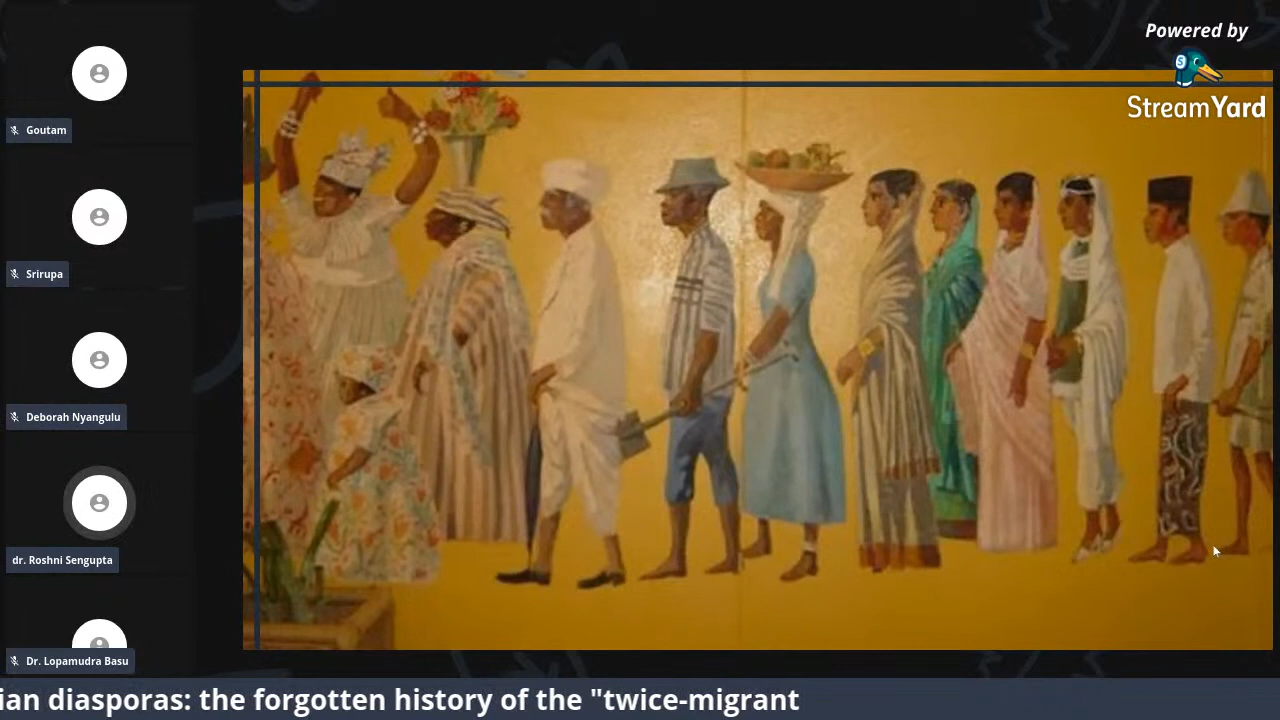 Powered by
StreamYard
Goutam
Srirupa
Deborah Nyangulu
dr. Roshni Sengupta
Dr. Lopamudra Basu
ian diasporas: the forgotten history of the "twice-migrant